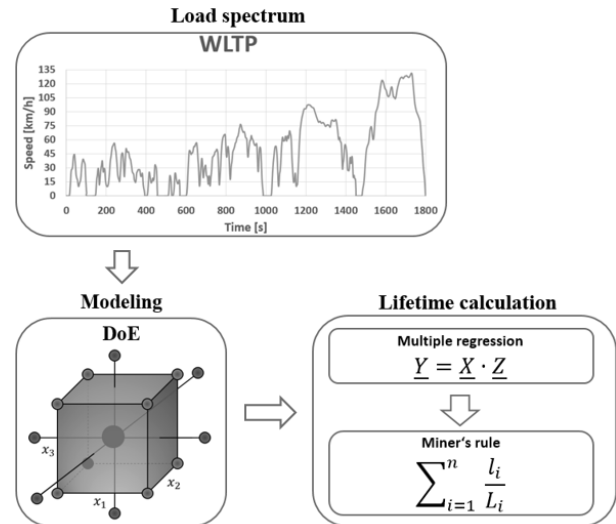 Load spectrum
WLTP
Speed [km/h]
135
120
105
90
75
60
45
30
15
0
0 200 400 600 800 1000 1200 1400 1600 1800
Time [s]
Modeling
DoE
x₃
x₂
x₁
Lifetime calculation
Multiple regression
Y = X · Z
Miner's rule
∑ⁿᵢ₌₁ lᵢ/Lᵢ